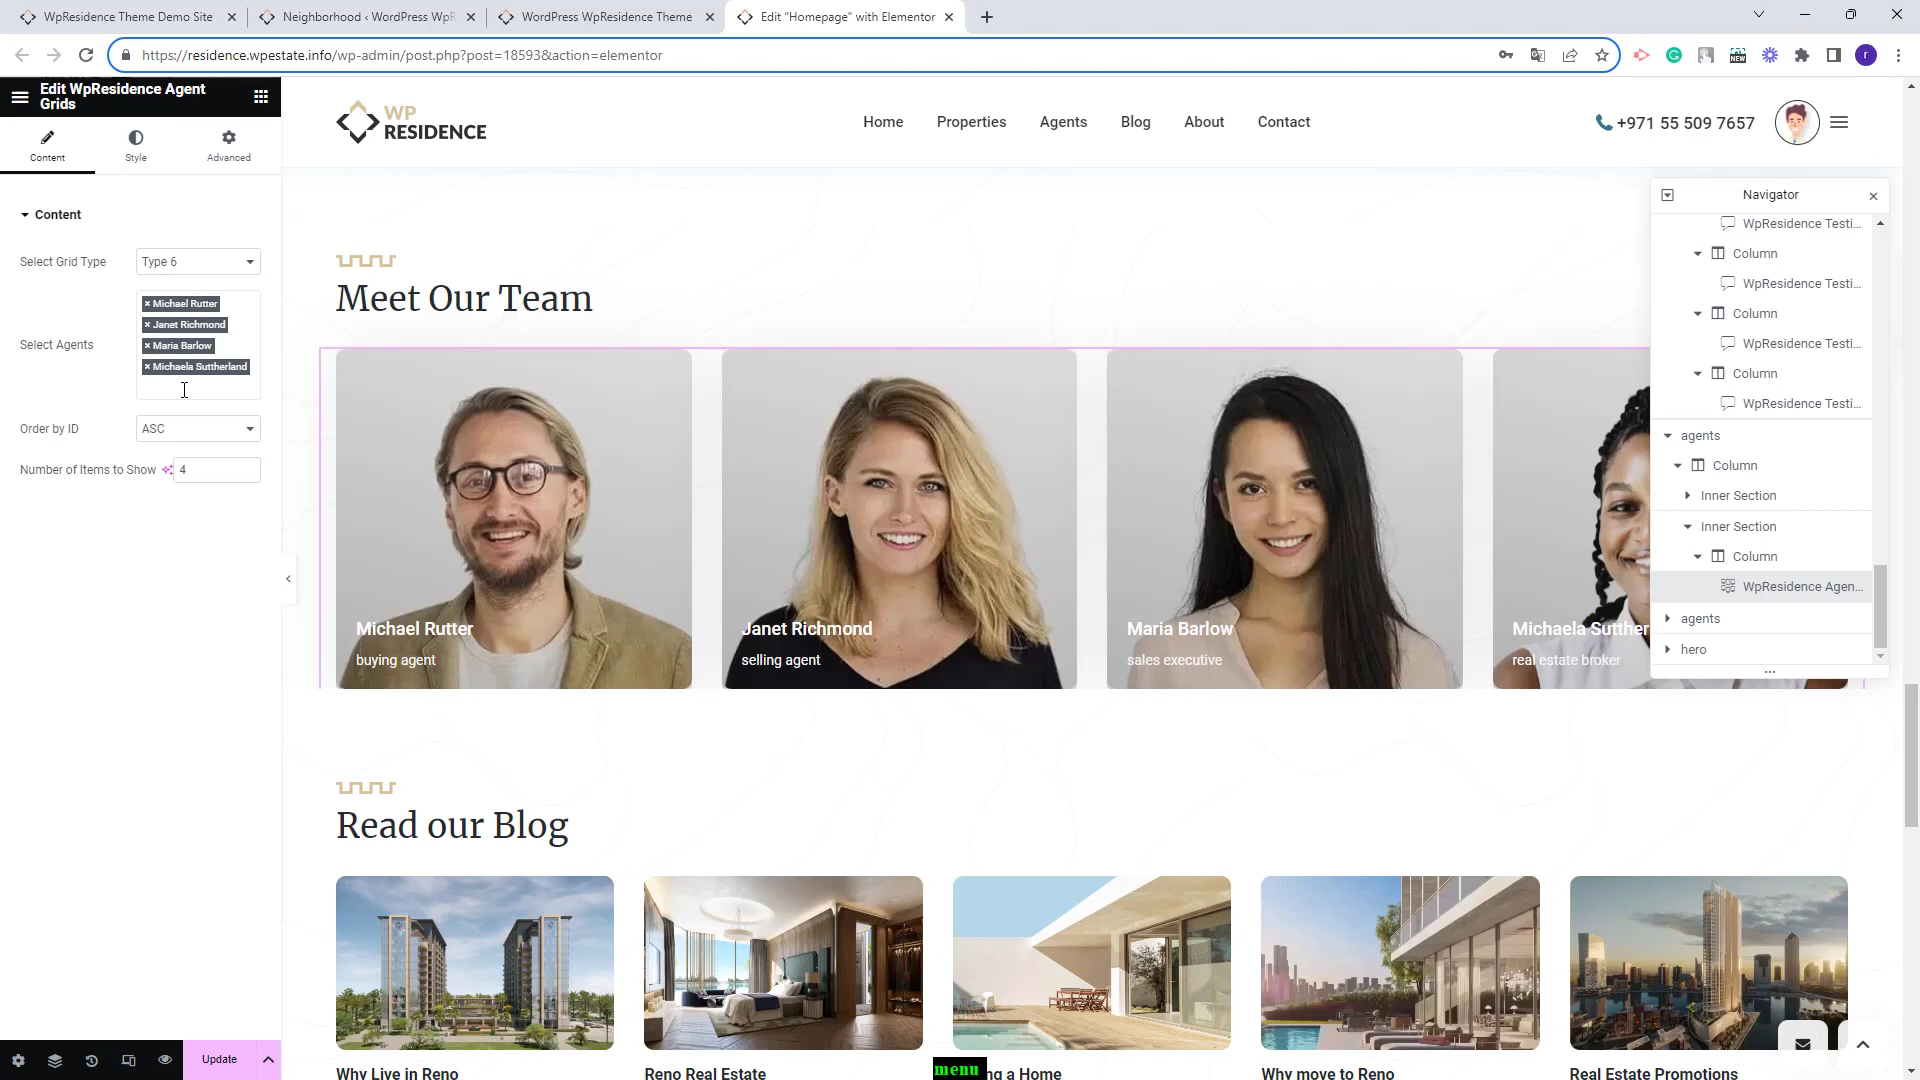 WpResidence Theme Demo Site
Neighborhood ‹ WordPress WpR
WordPress WpResidence Theme
Edit "Homepage" with Elementor
https://residence.wpestate.info/wp-admin/post.php?post=18593&action=elementor
NEW
r
Edit WpResidence Agent
Grids
Content
Style
Advanced
Content
Select Grid Type
Type 6
Select Agents
× Michael Rutter
× Janet Richmond
× Maria Barlow
× Michaela Suttherland
Order by ID
ASC
Number of Items to Show
4
Update
WP
RESIDENCE
Home
Properties
Agents
Blog
About
Contact
+971 55 509 7657
Meet Our Team
Michael Rutter
buying agent
Janet Richmond
selling agent
Maria Barlow
sales executive
Michaela Suttherl
real estate broker
Navigator
WpResidence Testi...
Column
WpResidence Testi...
Column
WpResidence Testi...
Column
WpResidence Testi...
agents
Column
Inner Section
Inner Section
Column
WpResidence Agen...
agents
hero
Read our Blog
Why Live in Reno
Reno Real Estate
menu
ng a Home
Why move to Reno
Real Estate Promotions